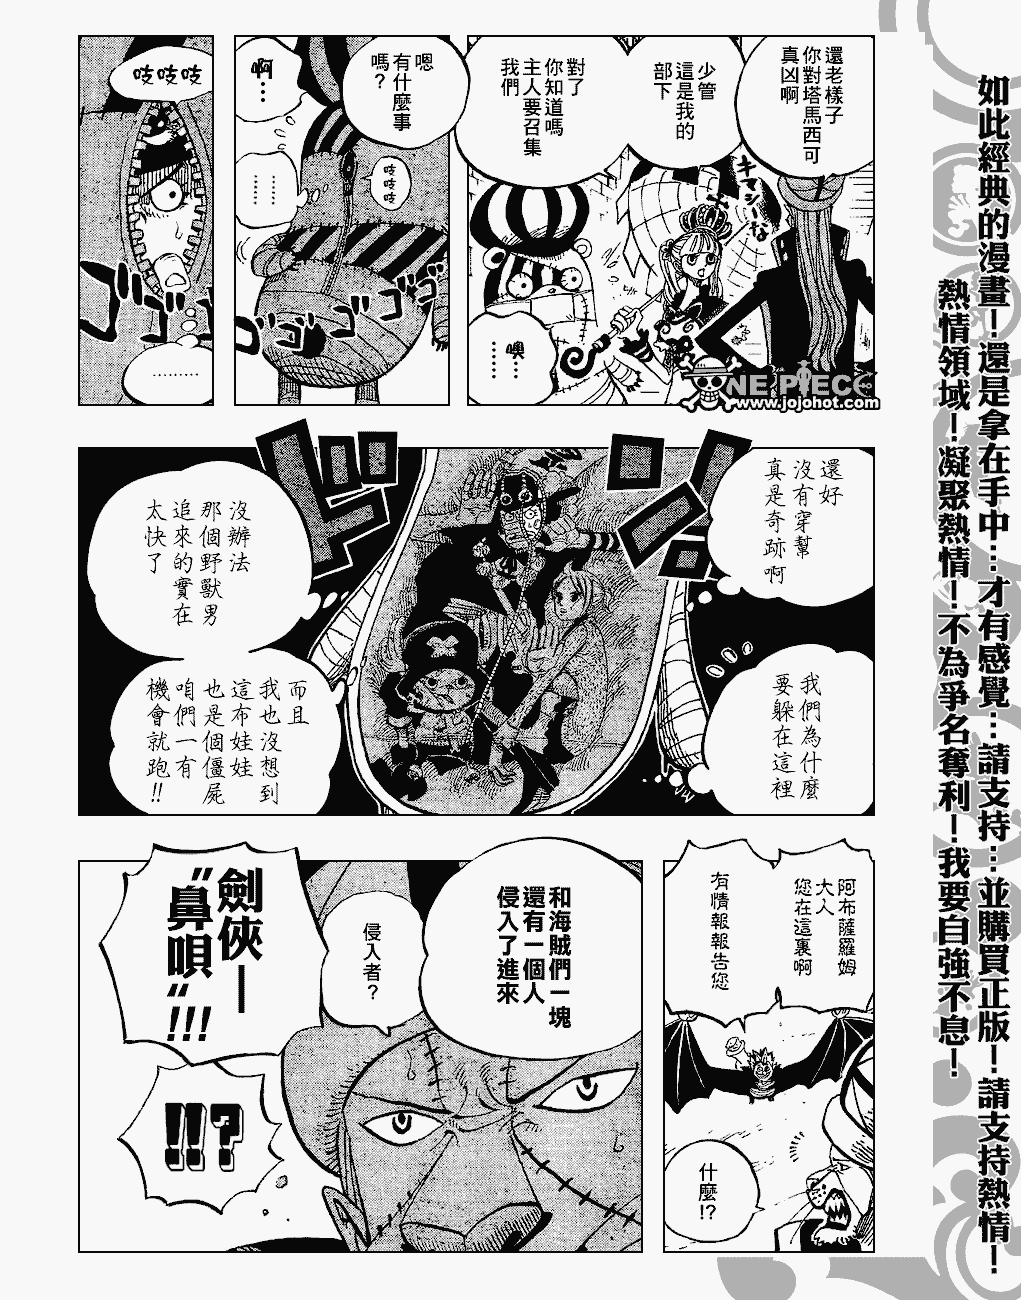 還老樣子
你對塔馬西可
真凶啊
少管
這是我的
部下
對了
你知道嗎
主人要召集
我們
キマシーな
噢
……
嗯
有什麼事
嗎？
啊…
吱吱吱
……
ゴゴゴゴゴ
吱吱吱
ゴゴゴ
………
ONE PIECE
www.jojohot.com
還好
沒有穿幫
真是奇跡
啊
我們為什麼
要躲在這裡
ドドン
沒辦法
那個野獸男
追來的實在
太快了
而且
我也沒想到
這布娃娃
也是個僵屍
咱們一有
機會就跑!!
阿布薩羅姆
大人
您在這裏啊
有情報報告您
什麼!?
和海賊們一塊
還有一個人
侵入了進來
侵入者？
劍俠—
“鼻唄”!!!
!!?
如此經典的漫畫！還是拿在手中…才有感覺…請支持…並購買正版！請支持熱情！
熱情領域！凝聚熱情！不為爭名奪利！我要自強不息！